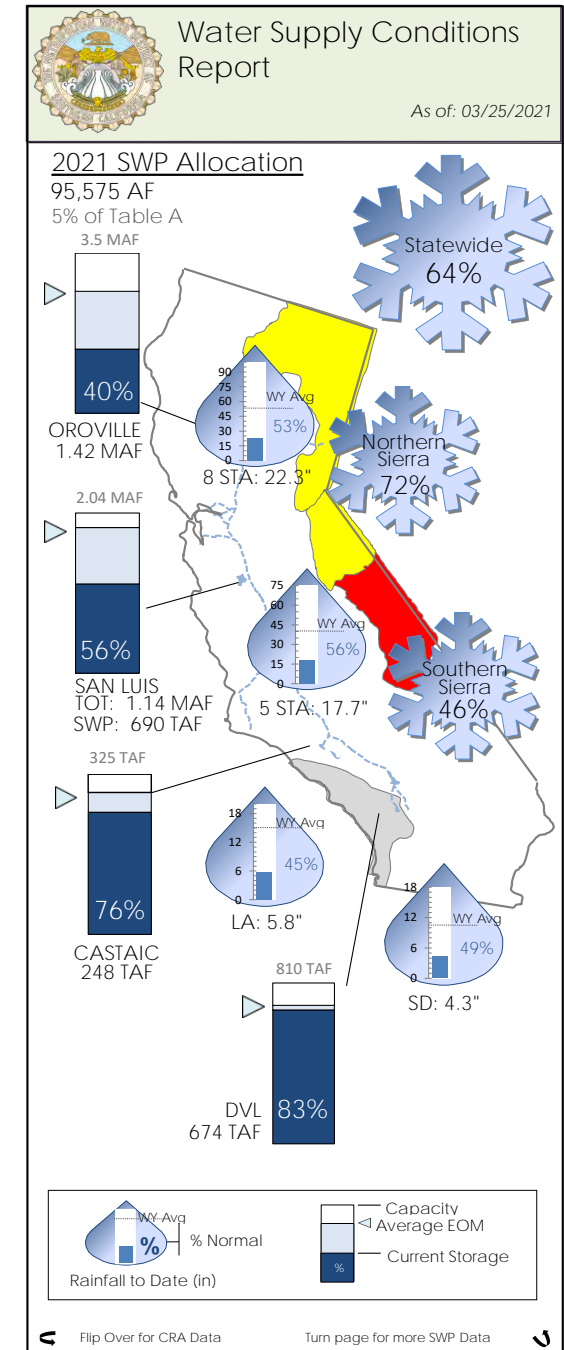 Water Supply Conditions
Report
As of: 03/25/2021
2021 SWP Allocation
95,575 AF
5% of Table A
3.5 MAF
40%
OROVILLE
1.42 MAF
Statewide
64%
90
75
60
45
30
15
0
WY Avg
53%
8 STA: 22.3"
Northern
Sierra
72%
2.04 MAF
56%
SAN LUIS
TOT: 1.14 MAF
SWP: 690 TAF
75
60
45
30
15
0
WY Avg
56%
5 STA: 17.7"
Southern
Sierra
46%
325 TAF
76%
CASTAIC
248 TAF
18
12
6
0
WY Avg
45%
LA: 5.8"
18
12
6
0
WY Avg
49%
SD: 4.3"
810 TAF
83%
DVL
674 TAF
WY Avg
%
% Normal
Rainfall to Date (in)
Capacity
Average EOM
Current Storage
%
Flip Over for CRA Data
Turn page for more SWP Data